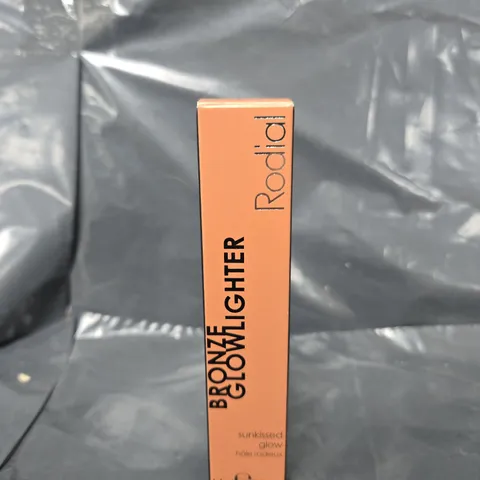 Rodial
BRONZE
GLOWLIGHTER
sunkissed
glow